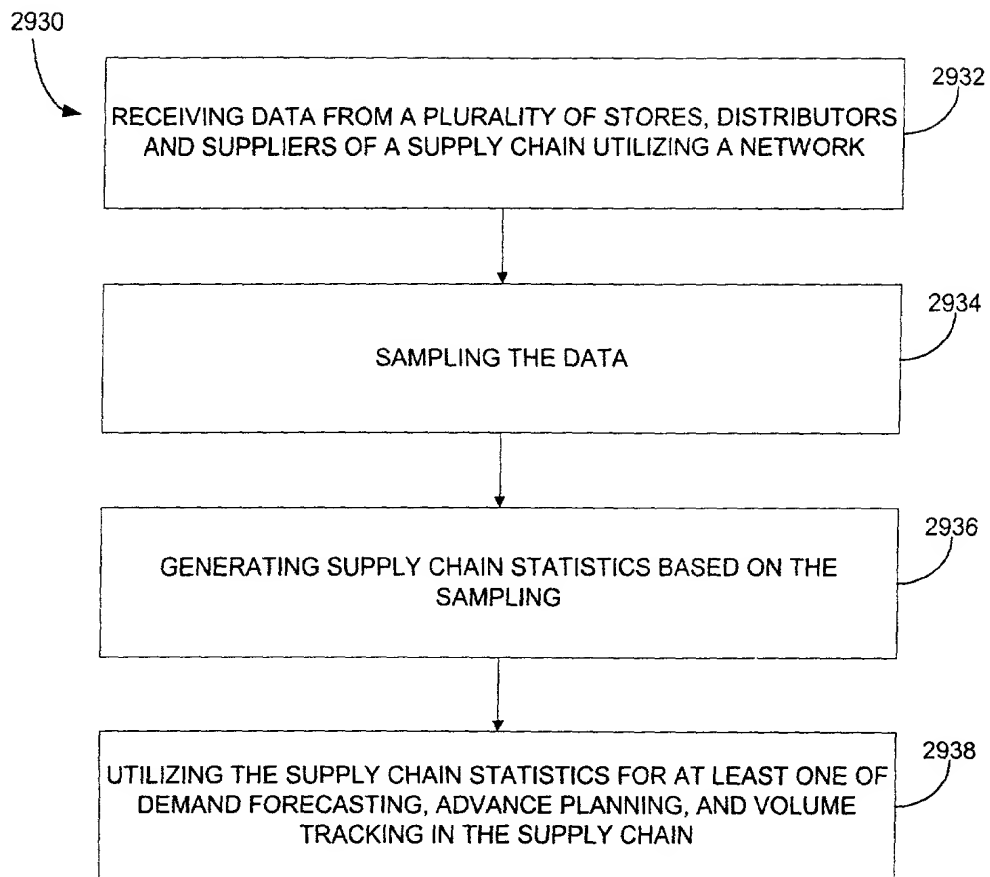 2930
2932
RECEIVING DATA FROM A PLURALITY OF STORES, DISTRIBUTORS
AND SUPPLIERS OF A SUPPLY CHAIN UTILIZING A NETWORK
2934
SAMPLING THE DATA
2936
GENERATING SUPPLY CHAIN STATISTICS BASED ON THE
SAMPLING
2938
UTILIZING THE SUPPLY CHAIN STATISTICS FOR AT LEAST ONE OF
DEMAND FORECASTING, ADVANCE PLANNING, AND VOLUME
TRACKING IN THE SUPPLY CHAIN